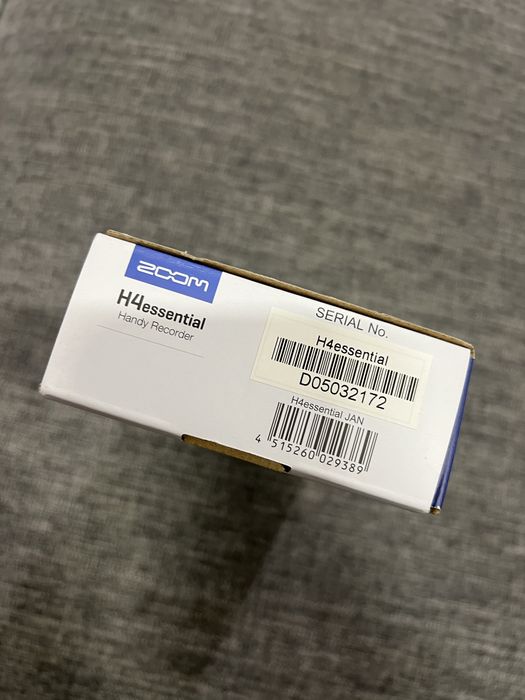 ZOOM
H4essential
Handy Recorder
SERIAL No.
H4essential
D05032172
H4essential JAN
4 515260 029389